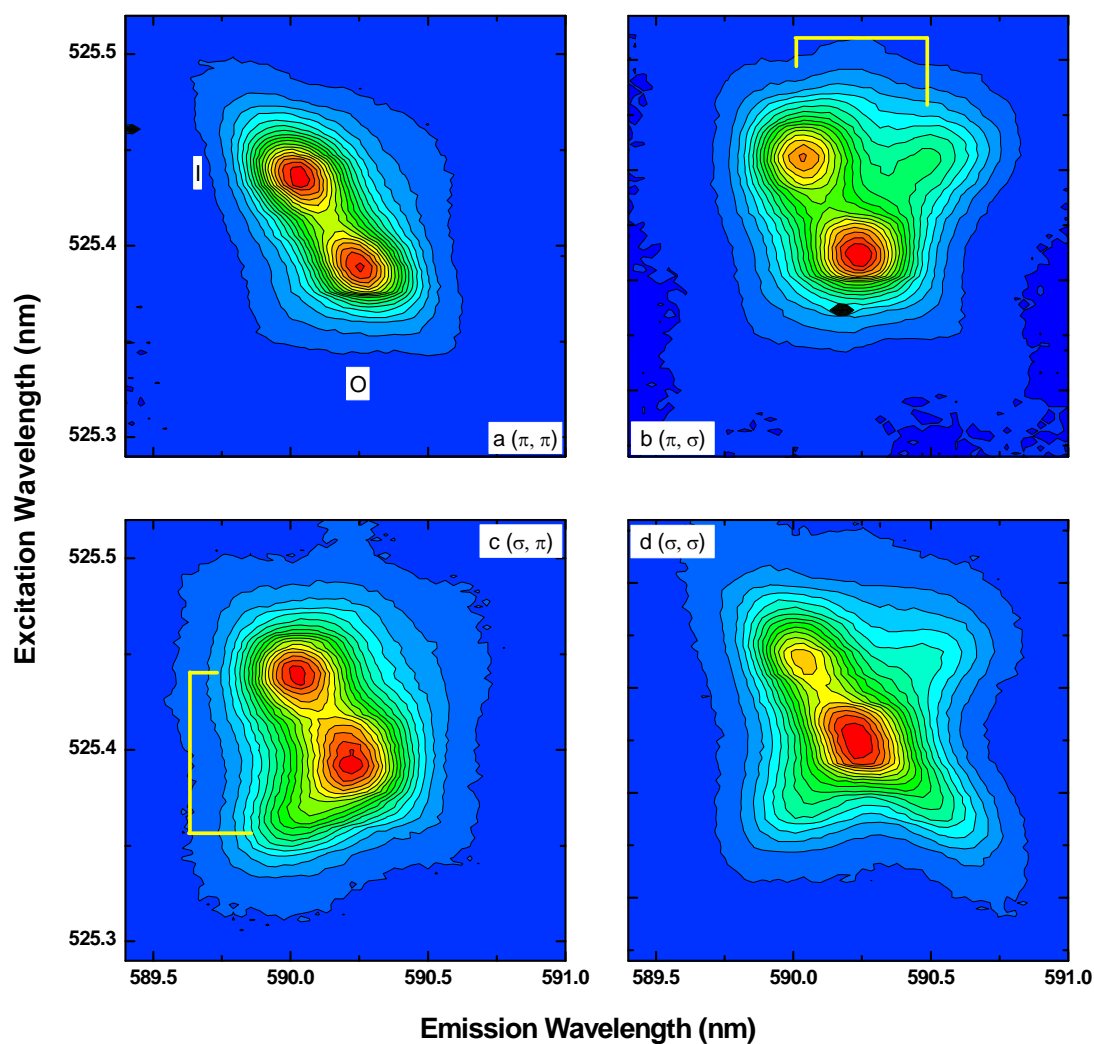 525.5
525.4
525.3
I
O
a (π, π)
b (π, σ)
525.5
525.4
525.3
c (σ, π)
d (σ, σ)
589.5 590.0 590.5 591.0
589.5 590.0 590.5 591.0
Excitation Wavelength (nm)
Emission Wavelength (nm)